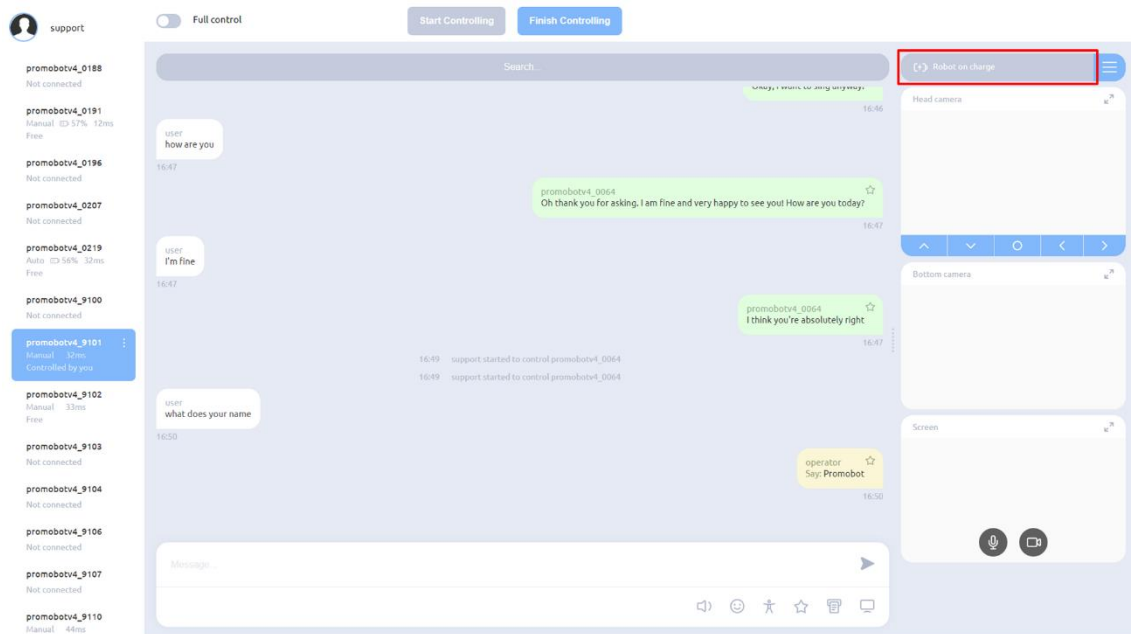 support
Full control
Start Controlling
Finish Controlling
promobotv4_0188
Not connected
promobotv4_0191
Manual 57% 12ms
Free
promobotv4_0196
Not connected
promobotv4_0207
Not connected
promobotv4_0219
Auto 56% 32ms
Free
promobotv4_9100
Not connected
promobotv4_9101
Manual 32ms
Controlled by you
promobotv4_9102
Manual 33ms
Free
promobotv4_9103
Not connected
promobotv4_9104
Not connected
promobotv4_9106
Not connected
promobotv4_9107
Not connected
promobotv4_9110
Manual 44ms
Search...
Okay, I want to sing anyway.
16:46
user
how are you
16:47
promobotv4_0064
Oh thank you for asking. I am fine and very happy to see you! How are you today?
16:47
user
I'm fine
16:47
promobotv4_0064
I think you're absolutely right
16:47
16:49 support started to control promobotv4_0064
16:49 support started to control promobotv4_0064
user
what does your name
16:50
operator
Say: Promobot
16:50
Message...
Robot on charge
Head camera
Bottom camera
Screen